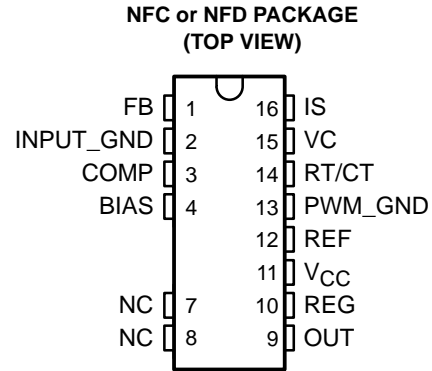 NFC or NFD PACKAGE
(TOP VIEW)
FB 1 16 IS
INPUT_GND 2 15 VC
COMP 3 14 RT/CT
BIAS 4 13 PWM_GND
12 REF
11 VCC
NC 7 10 REG
NC 8 9 OUT